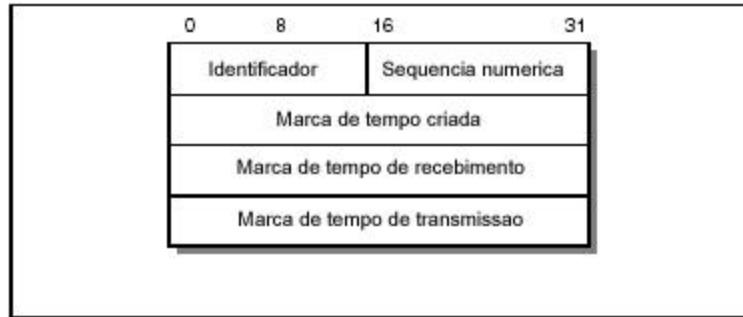 0 8 16 31
Identificador Sequencia numerica
Marca de tempo criada
Marca de tempo de recebimento
Marca de tempo de transmissao